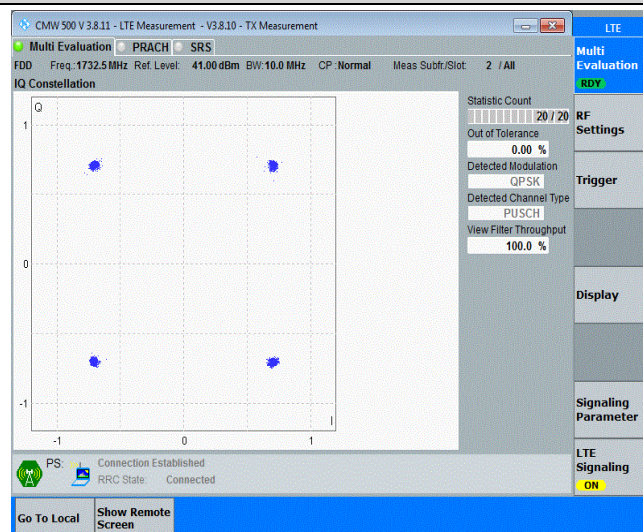 CMW 500 V 3.8.11 - LTE Measurement - V3.8.10 - TX Measurement
LTE
Multi Evaluation PRACH SRS
FDD Freq.: 1732.5 MHz Ref. Level: 41.00 dBm BW: 10.0 MHz CP : Normal Meas Subfr./Slot: 2 / All
IQ Constellation
Q
1
0
-1
-1 0 1
I
Statistic Count
20 / 20
Out of Tolerance
0.00 %
Detected Modulation
QPSK
Detected Channel Type
PUSCH
View Filter Throughput
100.0 %
Multi
Evaluation
RDY
RF
Settings
Trigger
Display
Signaling
Parameter
LTE
Signaling
ON
PS: Connection Established
RRC State: Connected
Go To Local
Show Remote
Screen